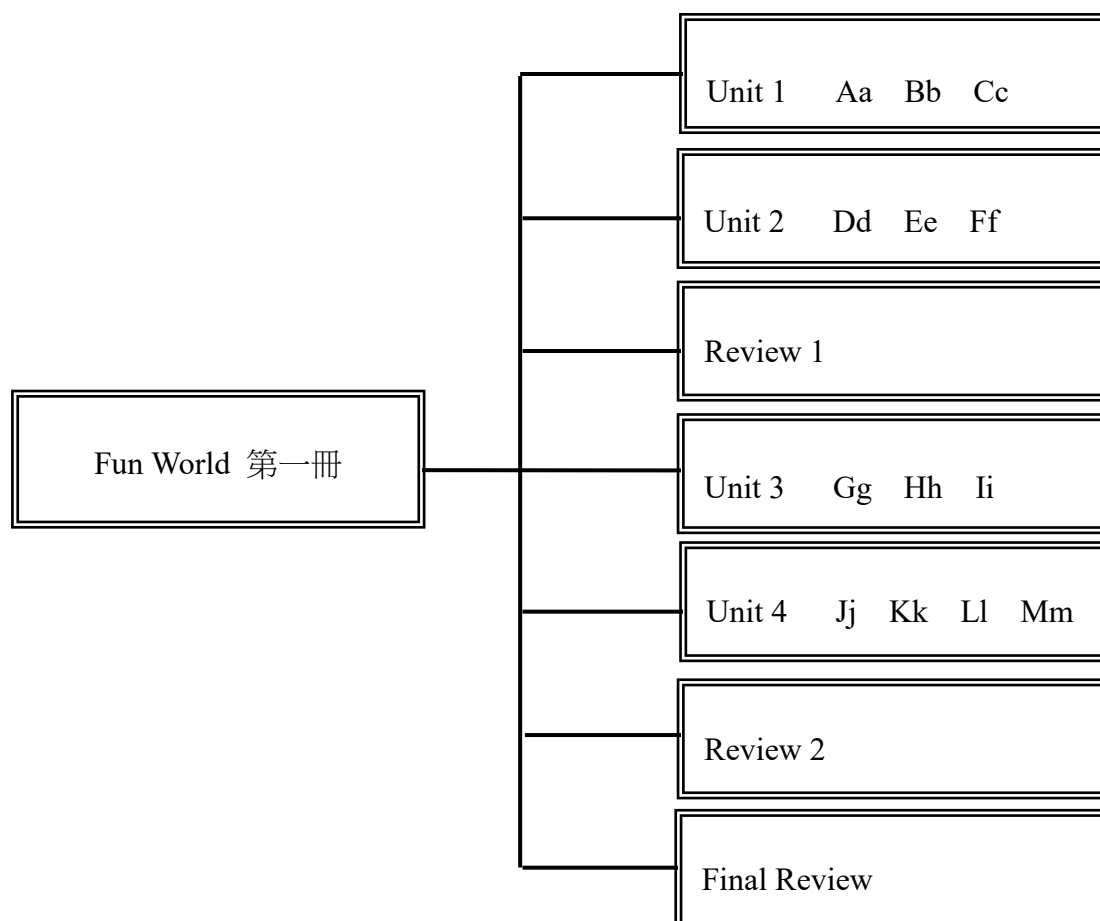 Unit 1 Aa Bb Cc
Unit 2 Dd Ee Ff
Review 1
Fun World 第一冊
Unit 3 Gg Hh Ii
Unit 4 Jj Kk Ll Mm
Review 2
Final Review